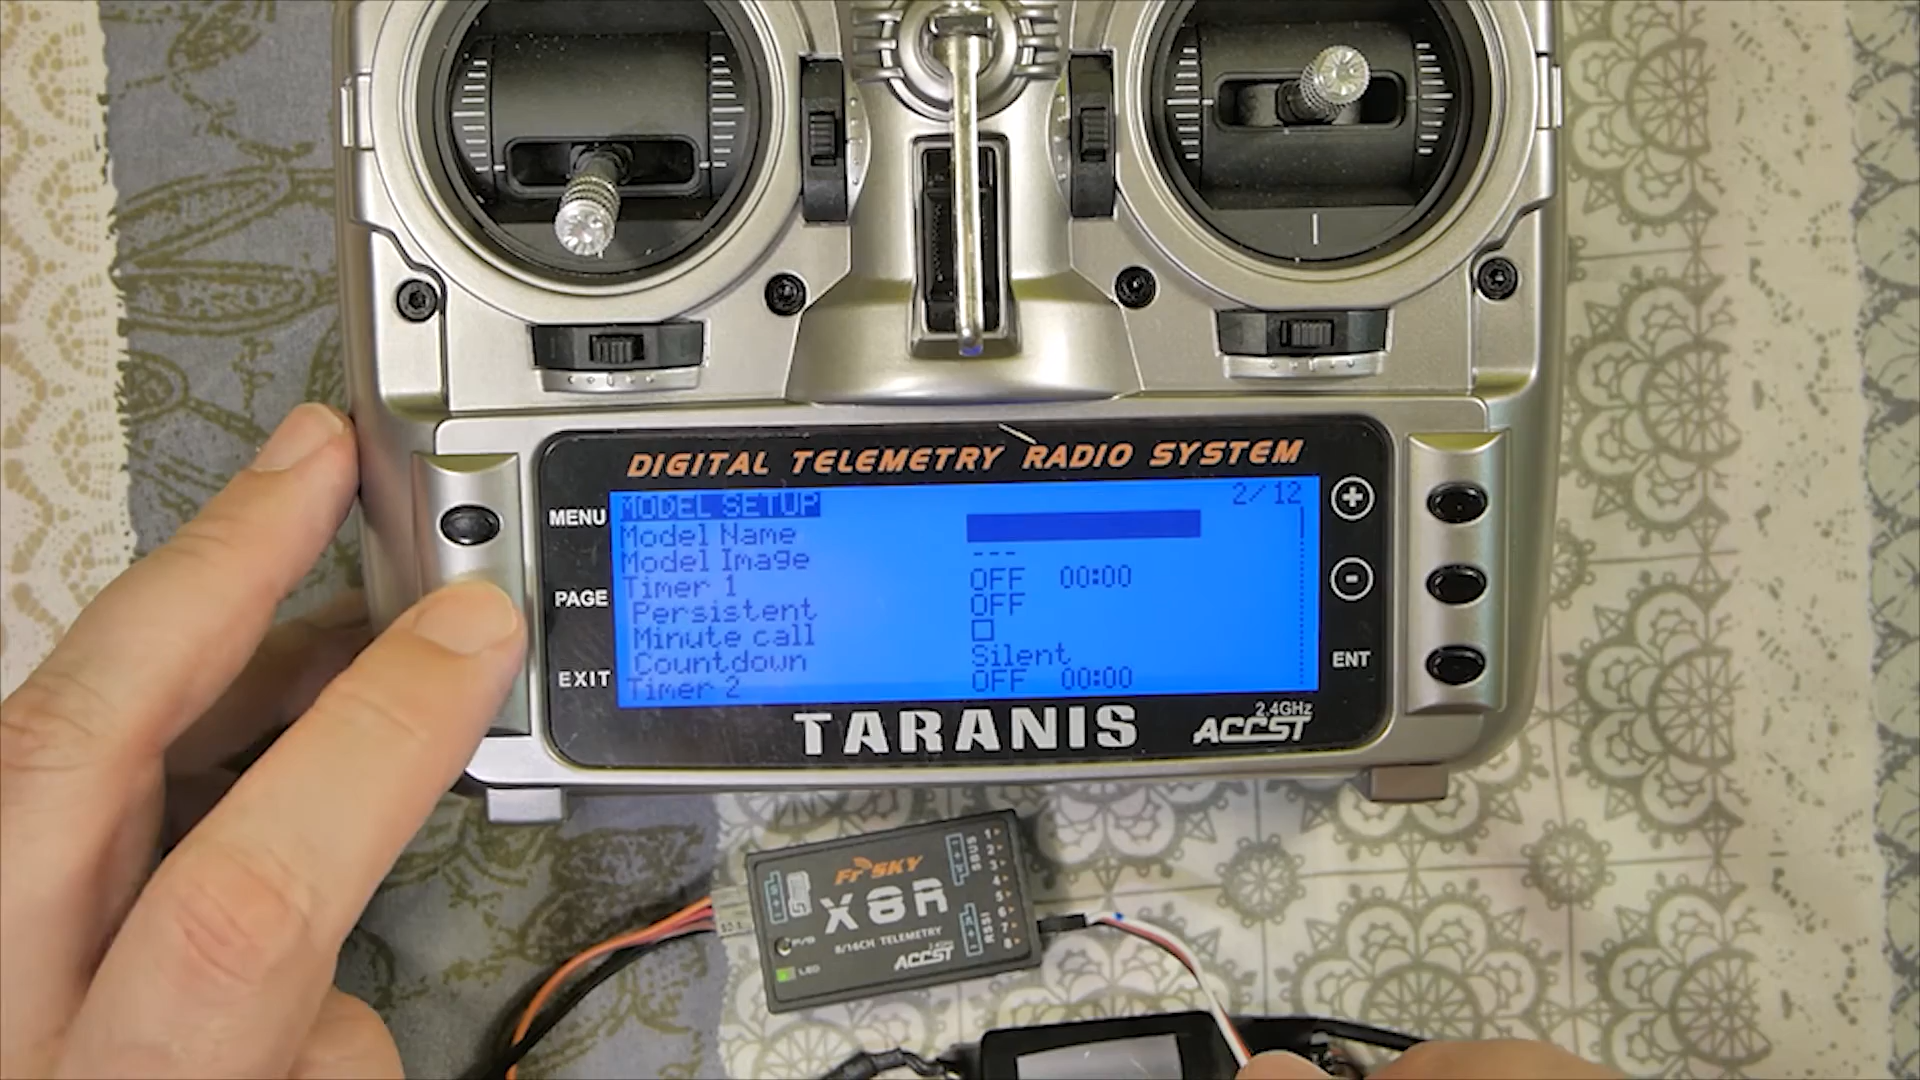 DIGITAL TELEMETRY RADIO SYSTEM
MENU
PAGE
EXIT
MODEL SETUP 2/12
Model Name
Model Image ---
Timer 1 OFF 00:00
Persistent OFF
Minute call
Countdown Silent
Timer 2 OFF 00:00
+
-
ENT
TARANIS
2.4GHz
ACCST
FrSKY
X8R
8/16CH TELEMETRY
ACCST
LED
SBUS
RSSI
1
2
3
4
5
6
7
8